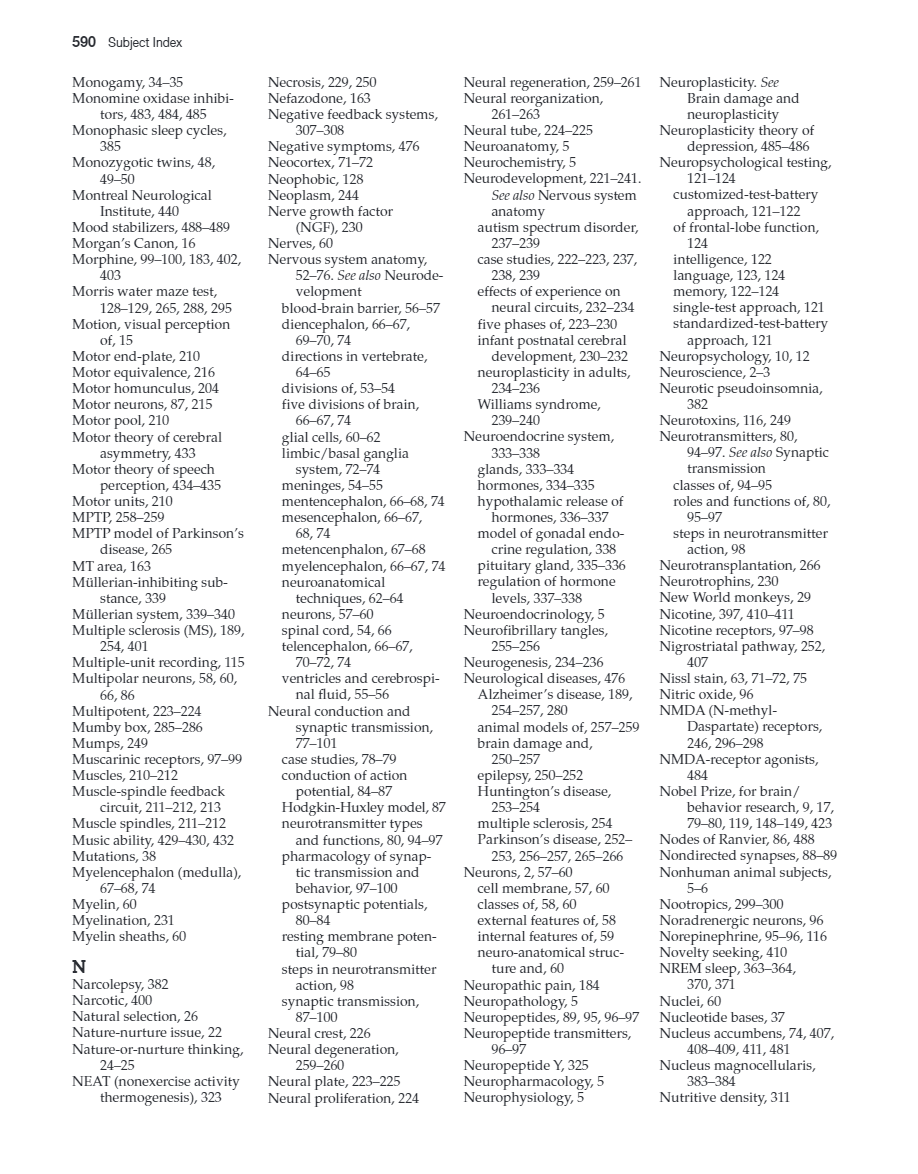 590 Subject Index
Monogamy, 34–35
Monomine oxidase inhibi-
tors, 483, 484, 485
Monophasic sleep cycles,
385
Monozygotic twins, 48,
49–50
Montreal Neurological
Institute, 440
Mood stabilizers, 488–489
Morgan's Canon, 16
Morphine, 99–100, 183, 402,
403
Morris water maze test,
128–129, 265, 288, 295
Motion, visual perception
of, 15
Motor end-plate, 210
Motor equivalence, 216
Motor homunculus, 204
Motor neurons, 87, 215
Motor pool, 210
Motor theory of cerebral
asymmetry, 433
Motor theory of speech
perception, 434–435
Motor units, 210
MPTP, 258–259
MPTP model of Parkinson's
disease, 265
MT area, 163
Müllerian-inhibiting sub-
stance, 339
Müllerian system, 339–340
Multiple sclerosis (MS), 189,
254, 401
Multiple-unit recording, 115
Multipolar neurons, 58, 60,
66, 86
Multipotent, 223–224
Mumby box, 285–286
Mumps, 249
Muscarinic receptors, 97–99
Muscles, 210–212
Muscle-spindle feedback
circuit, 211–212, 213
Muscle spindles, 211–212
Music ability, 429–430, 432
Mutations, 38
Myelencephalon (medulla),
67–68, 74
Myelin, 60
Myelination, 231
Myelin sheaths, 60
N
Narcolepsy, 382
Narcotic, 400
Natural selection, 26
Nature-nurture issue, 22
Nature-or-nurture thinking,
24–25
NEAT (nonexercise activity
thermogenesis), 323
Necrosis, 229, 250
Nefazodone, 163
Negative feedback systems,
307–308
Negative symptoms, 476
Neocortex, 71–72
Neophobic, 128
Neoplasm, 244
Nerve growth factor
(NGF), 230
Nerves, 60
Nervous system anatomy,
52–76. See also Neurode-
velopment
blood-brain barrier, 56–57
diencephalon, 66–67,
69–70, 74
directions in vertebrate,
64–65
divisions of, 53–54
five divisions of brain,
66–67, 74
glial cells, 60–62
limbic/basal ganglia
system, 72–74
meninges, 54–55
mentencephalon, 66–68, 74
mesencephalon, 66–67,
68, 74
metencenphalon, 67–68
myelencephalon, 66–67, 74
neuroanatomical
techniques, 62–64
neurons, 57–60
spinal cord, 54, 66
telencephalon, 66–67,
70–72, 74
ventricles and cerebrospi-
nal fluid, 55–56
Neural conduction and
synaptic transmission,
77–101
case studies, 78–79
conduction of action
potential, 84–87
Hodgkin-Huxley model, 87
neurotransmitter types
and functions, 80, 94–97
pharmacology of synap-
tic transmission and
behavior, 97–100
postsynaptic potentials,
80–84
resting membrane poten-
tial, 79–80
steps in neurotransmitter
action, 98
synaptic transmission,
87–100
Neural crest, 226
Neural degeneration,
259–260
Neural plate, 223–225
Neural proliferation, 224
Neural regeneration, 259–261
Neural reorganization,
261–263
Neural tube, 224–225
Neuroanatomy, 5
Neurochemistry, 5
Neurodevelopment, 221–241.
See also Nervous system
anatomy
autism spectrum disorder,
237–239
case studies, 222–223, 237,
238, 239
effects of experience on
neural circuits, 232–234
five phases of, 223–230
infant postnatal cerebral
development, 230–232
neuroplasticity in adults,
234–236
Williams syndrome,
239–240
Neuroendocrine system,
333–338
glands, 333–334
hormones, 334–335
hypothalamic release of
hormones, 336–337
model of gonadal endo-
crine regulation, 338
pituitary gland, 335–336
regulation of hormone
levels, 337–338
Neuroendocrinology, 5
Neurofibrillary tangles,
255–256
Neurogenesis, 234–236
Neurological diseases, 476
Alzheimer's disease, 189,
254–257, 280
animal models of, 257–259
brain damage and,
250–257
epilepsy, 250–252
Huntington's disease,
253–254
multiple sclerosis, 254
Parkinson's disease, 252–
253, 256–257, 265–266
Neurons, 2, 57–60
cell membrane, 57, 60
classes of, 58, 60
external features of, 58
internal features of, 59
neuro-anatomical struc-
ture and, 60
Neuropathic pain, 184
Neuropathology, 5
Neuropeptides, 89, 95, 96–97
Neuropeptide transmitters,
96–97
Neuropeptide Y, 325
Neuropharmacology, 5
Neurophysiology, 5
Neuroplasticity. See
Brain damage and
neuroplasticity
Neuroplasticity theory of
depression, 485–486
Neuropsychological testing,
121–124
customized-test-battery
approach, 121–122
of frontal-lobe function,
124
intelligence, 122
language, 123, 124
memory, 122–124
single-test approach, 121
standardized-test-battery
approach, 121
Neuropsychology, 10, 12
Neuroscience, 2–3
Neurotic pseudoinsomnia,
382
Neurotoxins, 116, 249
Neurotransmitters, 80,
94–97. See also Synaptic
transmission
classes of, 94–95
roles and functions of, 80,
95–97
steps in neurotransmitter
action, 98
Neurotransplantation, 266
Neurotrophins, 230
New World monkeys, 29
Nicotine, 397, 410–411
Nicotine receptors, 97–98
Nigrostriatal pathway, 252,
407
Nissl stain, 63, 71–72, 75
Nitric oxide, 96
NMDA (N-methyl-
Daspartate) receptors,
246, 296–298
NMDA-receptor agonists,
484
Nobel Prize, for brain/
behavior research, 9, 17,
79–80, 119, 148–149, 423
Nodes of Ranvier, 86, 488
Nondirected synapses, 88–89
Nonhuman animal subjects,
5–6
Nootropics, 299–300
Noradrenergic neurons, 96
Norepinephrine, 95–96, 116
Novelty seeking, 410
NREM sleep, 363–364,
370, 371
Nuclei, 60
Nucleotide bases, 37
Nucleus accumbens, 74, 407,
408–409, 411, 481
Nucleus magnocellularis,
383–384
Nutritive density, 311